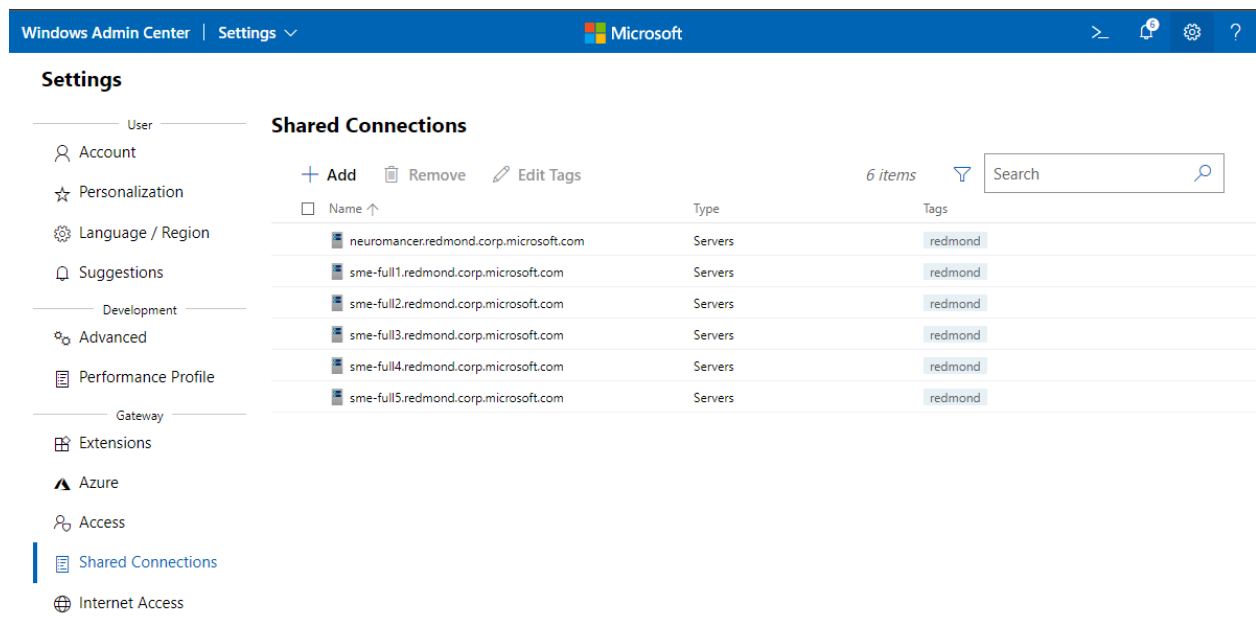 Windows Admin Center | Settings Microsoft >_ 6 ?
Settings
User
Account
Personalization
Language / Region
Suggestions
Development
Advanced
Performance Profile
Gateway
Extensions
Azure
Access
Shared Connections
Internet Access
Shared Connections
Add Remove Edit Tags 6 items Search
Name Type Tags
neuromancer.redmond.corp.microsoft.com Servers redmond
sme-full1.redmond.corp.microsoft.com Servers redmond
sme-full2.redmond.corp.microsoft.com Servers redmond
sme-full3.redmond.corp.microsoft.com Servers redmond
sme-full4.redmond.corp.microsoft.com Servers redmond
sme-full5.redmond.corp.microsoft.com Servers redmond